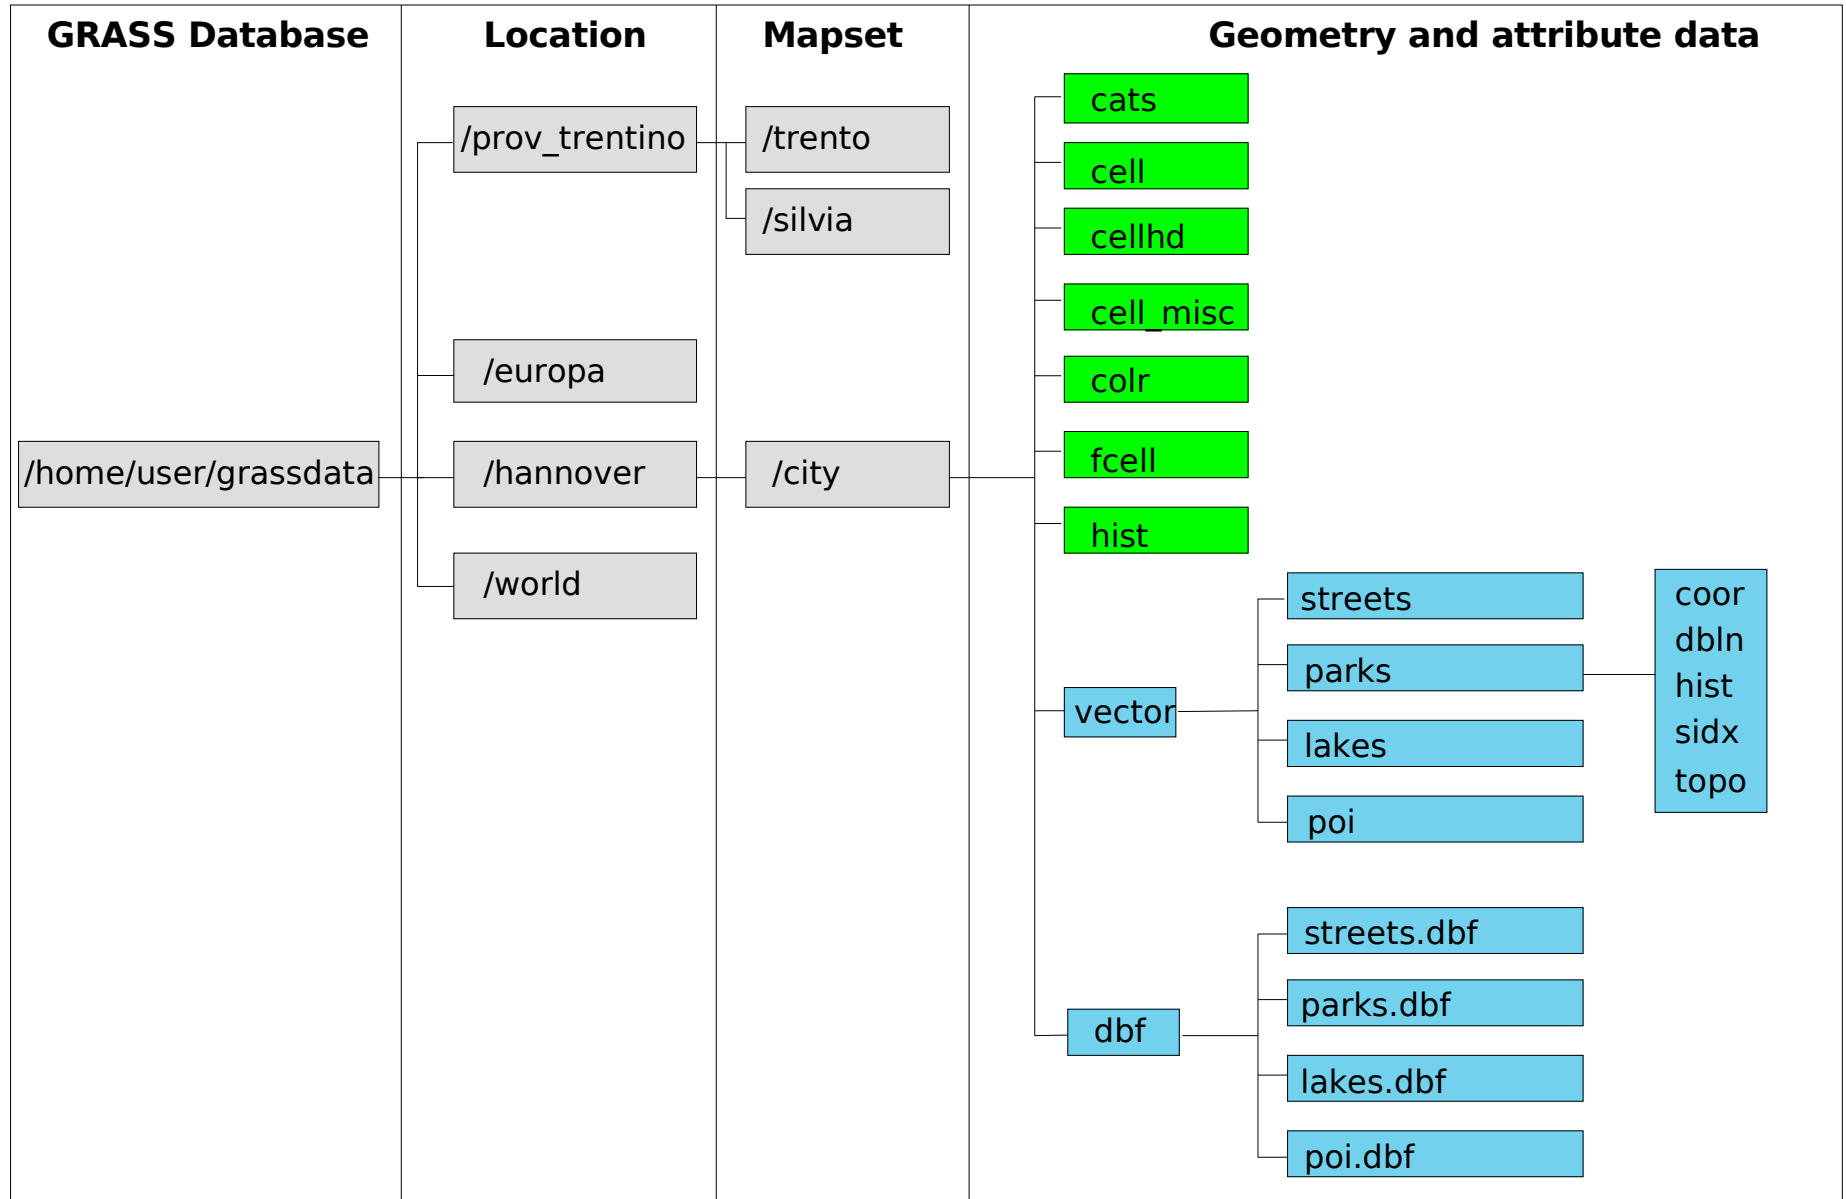 GRASS Database
Location
Mapset
Geometry and attribute data
/home/user/grassdata
/prov_trentino
/europa
/hannover
/world
/trento
/silvia
/city
cats
cell
cellhd
cell_misc
colr
fcell
hist
vector
streets
parks
lakes
poi
coor
dbln
hist
sidx
topo
dbf
streets.dbf
parks.dbf
lakes.dbf
poi.dbf